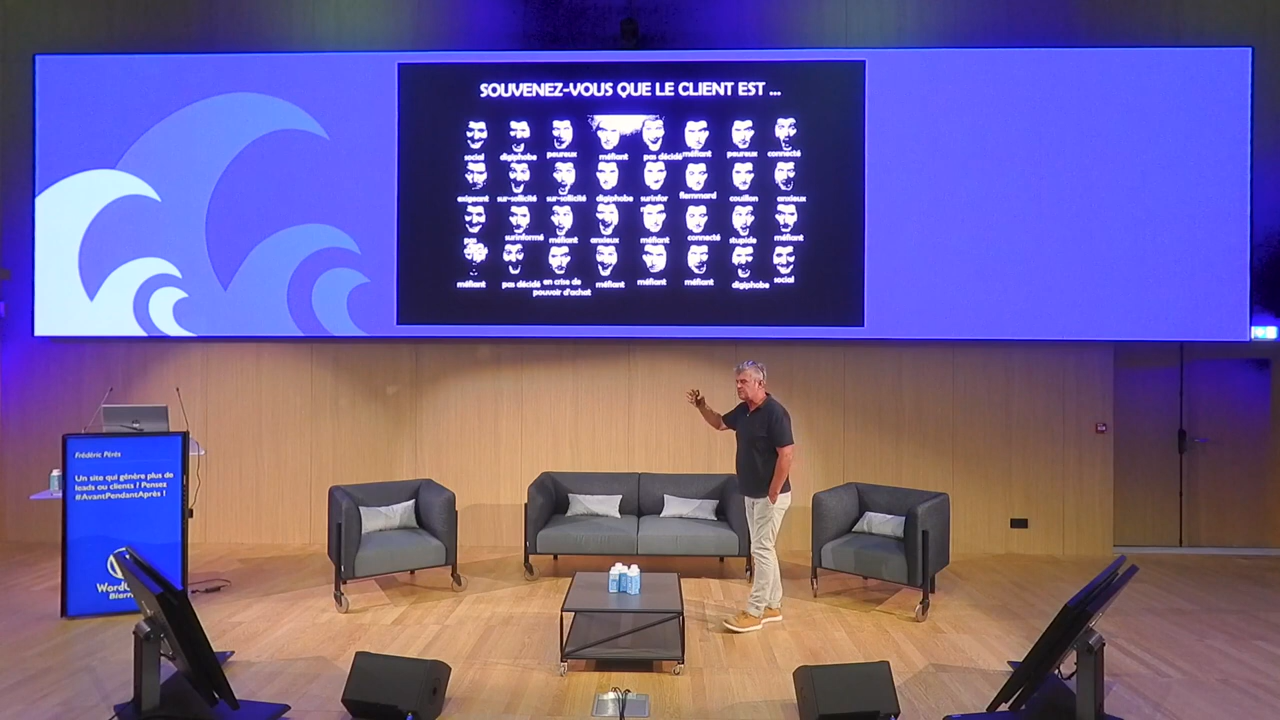 SOUVENEZ-VOUS QUE LE CLIENT EST ...
social digiphobe peureux méfiant pas décidé méfiant peureux connecté
exigeant sur-sollicité sur-sollicité digiphobe surinfor flemmard couillon anxieux
pas surinformé méfiant anxieux méfiant connecté stupide méfiant
méfiant pas décidé en crise de méfiant méfiant méfiant digiphobe social
pouvoir d'achat
Frédéric Pérès
Un site qui génère plus de
leads ou clients ? Pensez
#AvantPendantAprès !